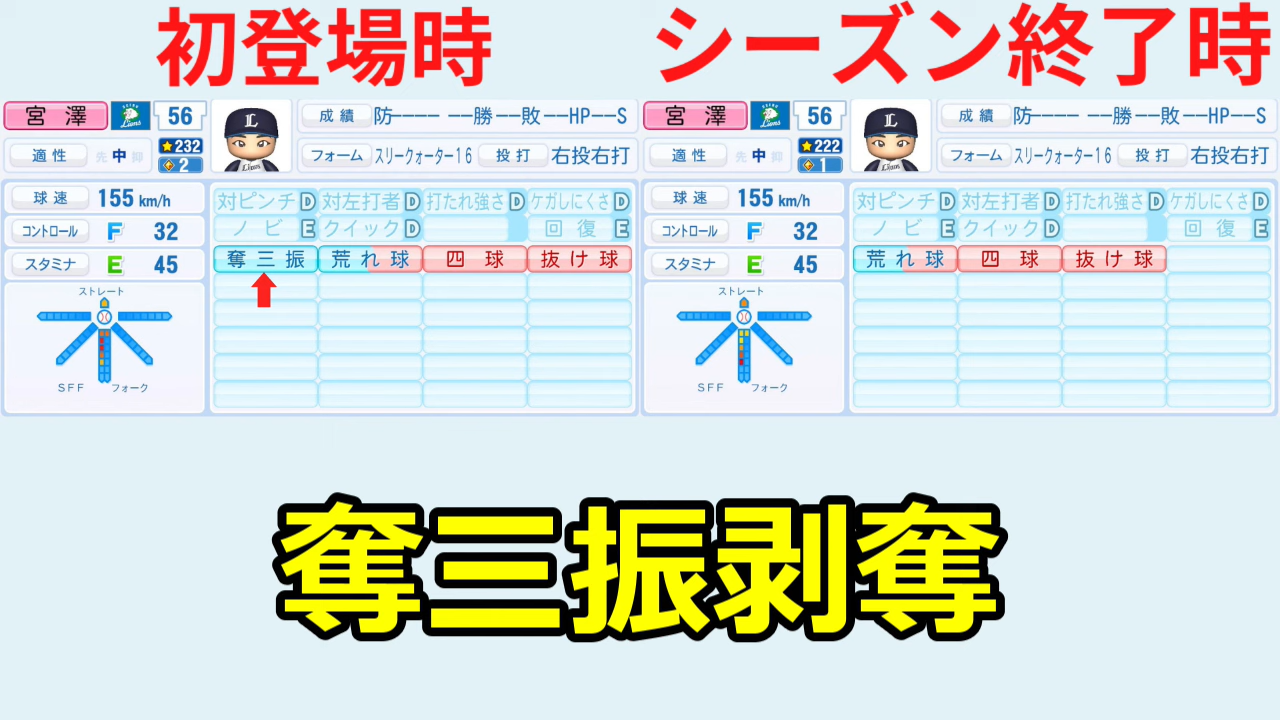 初登場時 シーズン終了時
宮澤 Lions 56 L Lions 成績 防−−−− −−勝−−敗−−HP−−S
適性 先 中 抑 ★232 2 フォーム スリークォーター16 投打 右投右打
球速 155 km/h 対ピンチ D 対左打者 D 打たれ強さ D ケガしにくさ D
コントロール F 32 ノビ E クイック D 回復 E
スタミナ E 45 奪三振 荒れ球 四球 抜け球
ストレート
SFF フォーク
宮澤 Lions 56 L Lions 成績 防−−−− −−勝−−敗−−HP−−S
適性 先 中 抑 ★222 1 フォーム スリークォーター16 投打 右投右打
球速 155 km/h 対ピンチ D 対左打者 D 打たれ強さ D ケガしにくさ D
コントロール F 32 ノビ E クイック D 回復 E
スタミナ E 45 荒れ球 四球 抜け球
ストレート
SFF フォーク
奪三振剥奪